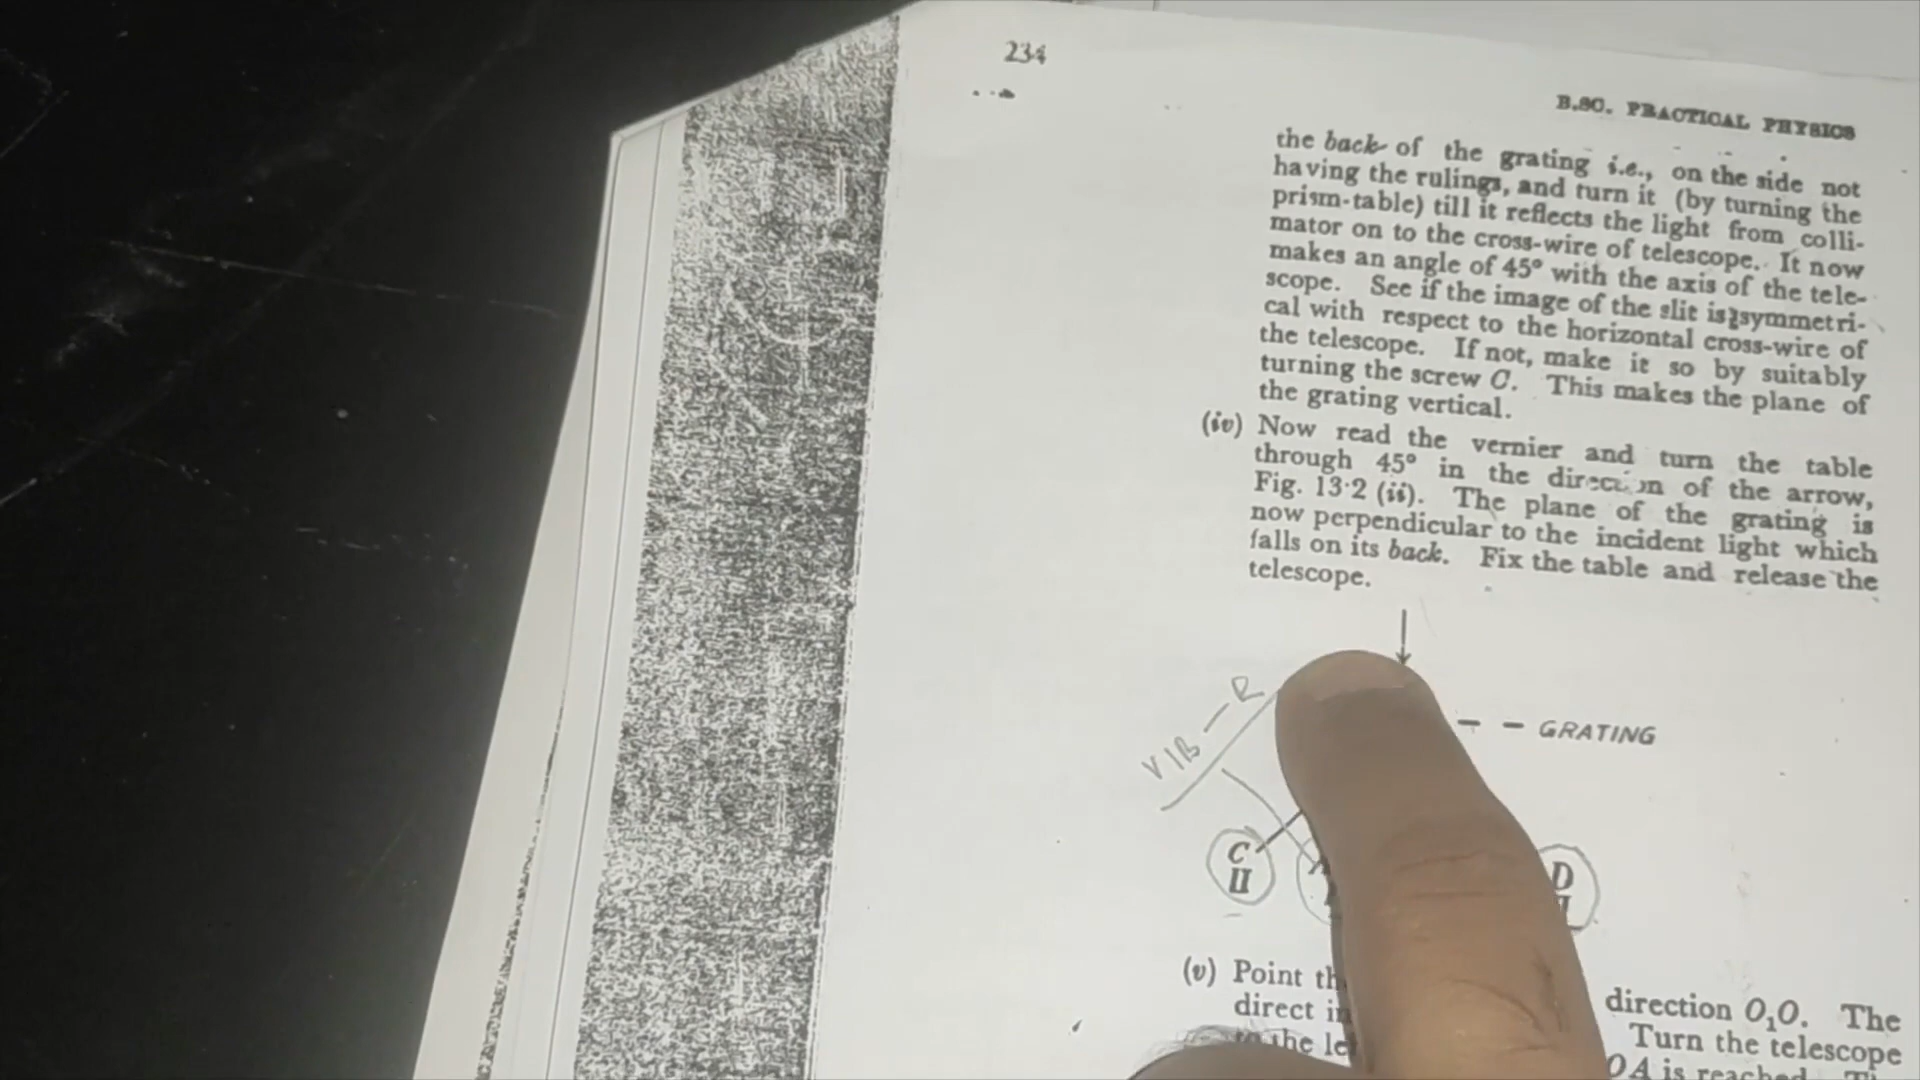 234
B.SC. PRACTICAL PHYSICS
the back of the grating i.e., on the side not
having the rulings, and turn it (by turning the
prism-table) till it reflects the light from colli-
mator on to the cross-wire of telescope. It now
makes an angle of 45° with the axis of the tele-
scope. See if the image of the slit is symmetri-
cal with respect to the horizontal cross-wire of
the telescope. If not, make it so by suitably
turning the screw C. This makes the plane of
the grating vertical.
(iv) Now read the vernier and turn the table
through 45° in the direction of the arrow,
Fig. 13·2 (ii). The plane of the grating is
now perpendicular to the incident light which
falls on its back. Fix the table and release the
telescope.
V|B — R
GRATING
C
II
D
(v) Point
direction O₁O. The
direct
Turn the telescope
the
OA is reached.